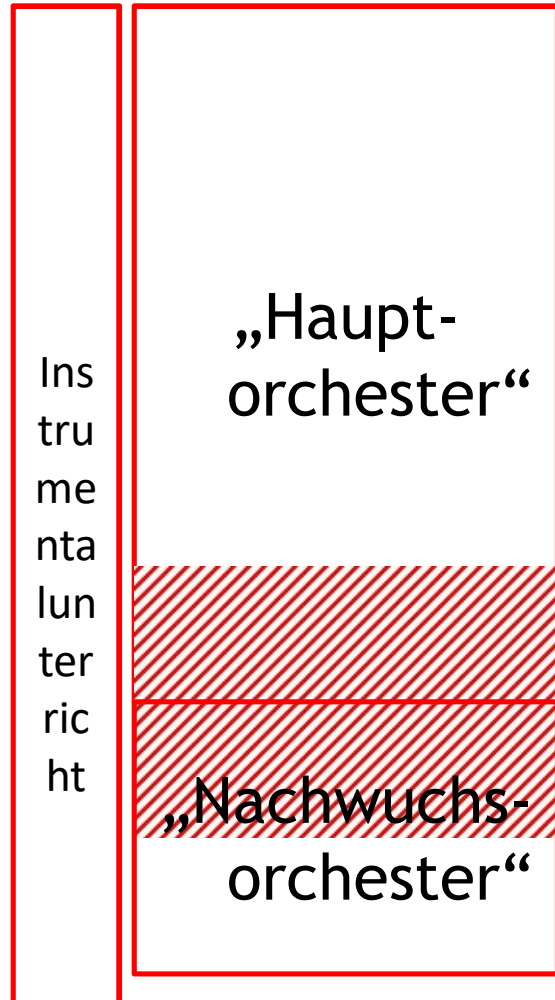 Ins
tru
me
nta
lun
ter
ric
ht
„Haupt-
orchester“
„Nachwuchs-
orchester“